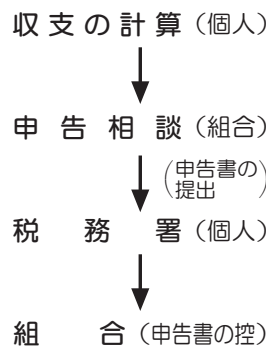 収支の計算（個人）
申告相談（組合）
（申告書の
提出）
税務署（個人）
組合（申告書の控）